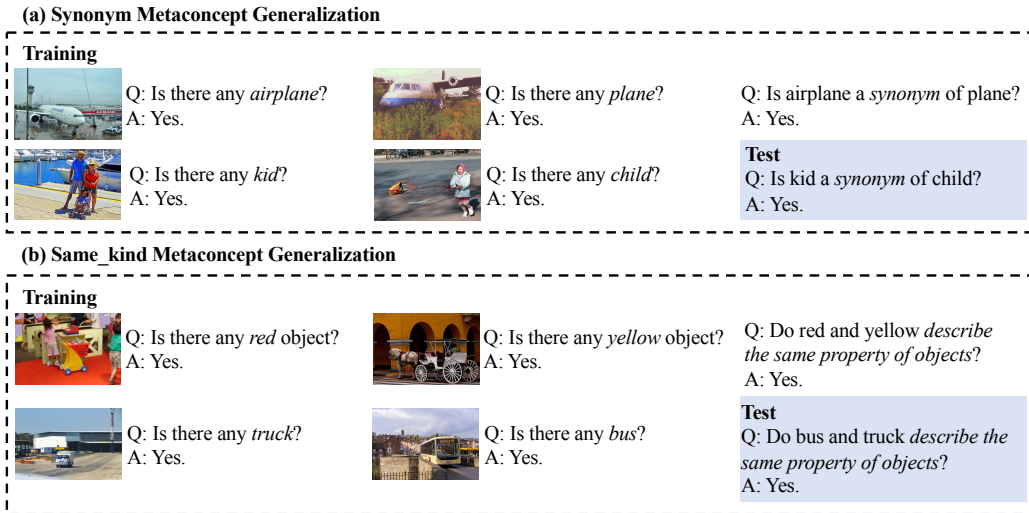 (a) Synonym Metaconcept Generalization
Training
Q: Is there any airplane?
A: Yes.
Q: Is there any plane?
A: Yes.
Q: Is airplane a synonym of plane?
A: Yes.
Q: Is there any kid?
A: Yes.
Q: Is there any child?
A: Yes.
Test
Q: Is kid a synonym of child?
A: Yes.
(b) Same_kind Metaconcept Generalization
Training
Q: Is there any red object?
A: Yes.
Q: Is there any yellow object?
A: Yes.
Q: Do red and yellow describe
the same property of objects?
A: Yes.
Q: Is there any truck?
A: Yes.
Q: Is there any bus?
A: Yes.
Test
Q: Do bus and truck describe the
same property of objects?
A: Yes.